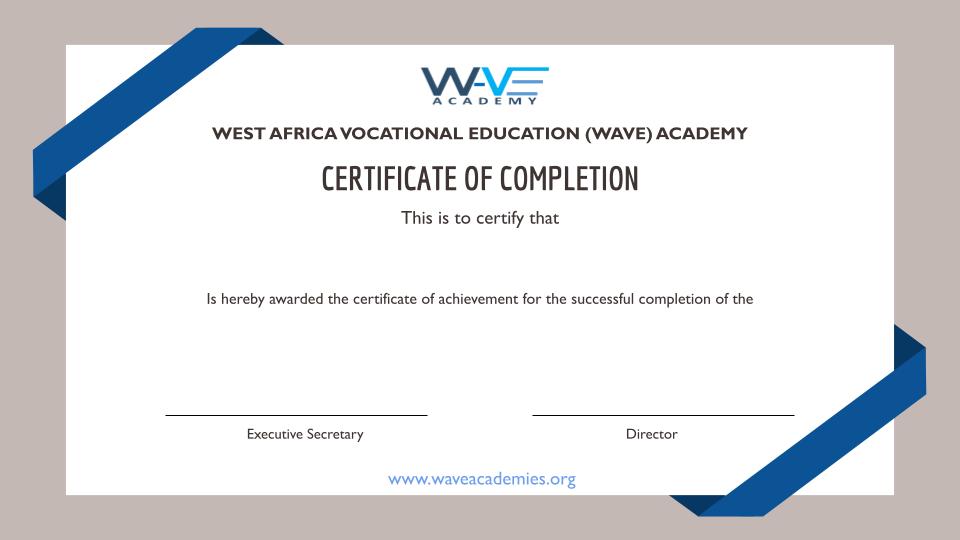 WAVE
ACADEMY
WEST AFRICA VOCATIONAL EDUCATION (WAVE) ACADEMY
CERTIFICATE OF COMPLETION
This is to certify that
Is hereby awarded the certificate of achievement for the successful completion of the
Executive Secretary
Director
www.waveacademies.org